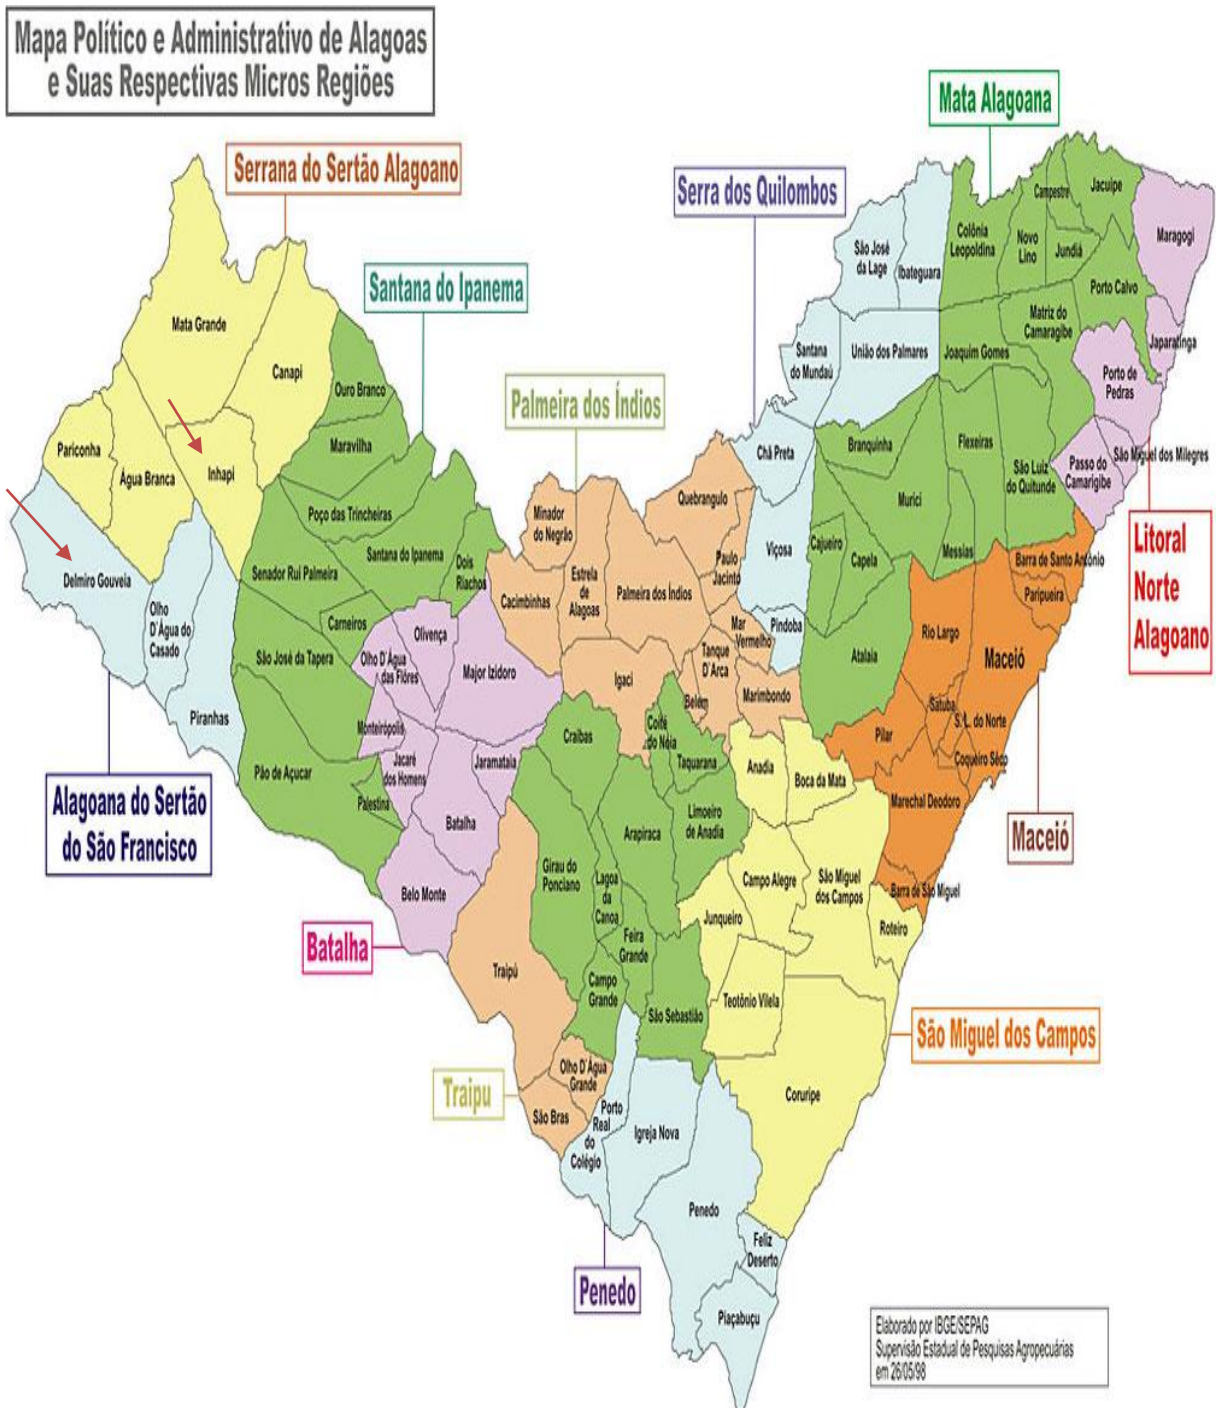 Mapa Político e Administrativo de Alagoas
e Suas Respectivas Micros Regiões
Mata Alagoana
Serrana do Sertão Alagoano
Serra dos Quilombos
Santana do Ipanema
Palmeira dos Índios
Campestre
Jacuipe
Colônia
Leopoldina
Novo
Lino
Jundiá
Maragogi
São José
da Lage
Ibateguara
Porto Calvo
Matriz do
Camaragibe
Japaratinga
Mata Grande
Canapi
Santana
do Mundaú
União dos Palmares
Joaquim Gomes
Porto de
Pedras
Ouro Branco
Maravilha
Pariconha
Água Branca
Inhapi
Chã Preta
Branquinha
Flexeiras
São Luiz
do Quitunde
Passo do
Camarigibe
São Miguel dos Milegres
Poço das Trincheiras
Minador
do Negrão
Quebrangulo
Murici
Litoral
Norte
Alagoano
Santana do Ipanema
Dois
Riachos
Viçosa
Cajueiro
Capela
Messias
Barra de Santo Antônio
Paripueira
Delmiro Gouveia
Senador Rui Palmeira
Cacimbinhas
Estrela
de
Alagoas
Palmeira dos Índios
Paulo
Jacinto
Olho
D`Água do
Casado
Carneiros
Olivença
Mar
Vermelho
Pindoba
Atalaia
Rio Largo
Maceió
São José da Tapera
Olho D`Água
das Flôres
Major Izidoro
Igaci
Tanque
D`Arca
Belém
Marimbondo
Piranhas
Monteirópolis
Craibas
Coité
do Nóia
Satuba
S. L. do Norte
Pilar
Coqueiro Sêco
Pão de Açucar
Jacaré
dos Homens
Jaramataia
Taquarana
Anadia
Boca da Mata
Palestina
Batalha
Arapiraca
Limoeiro
de Anadia
Marechal Deodoro
Maceió
Alagoana do Sertão
do São Francisco
Belo Monte
Girau do
Ponciano
Lagoa
da
Canoa
Campo Alegre
São Miguel
dos Campos
Barra de São Miguel
Junqueiro
Roteiro
Batalha
Feira
Grande
Traipú
Campo
Grande
São Sebastião
Teotônio Vilela
São Miguel dos Campos
Traipu
Olho D`Água
Grande
São Bras
Porto
Real
do
Colégio
Igreja Nova
Coruripe
Penedo
Feliz
Deserto
Penedo
Piaçabuçu
Elaborado por IBGE/SEPAG
Supervisão Estadual de Pesquisas Agropecuárias
em 26/05/98